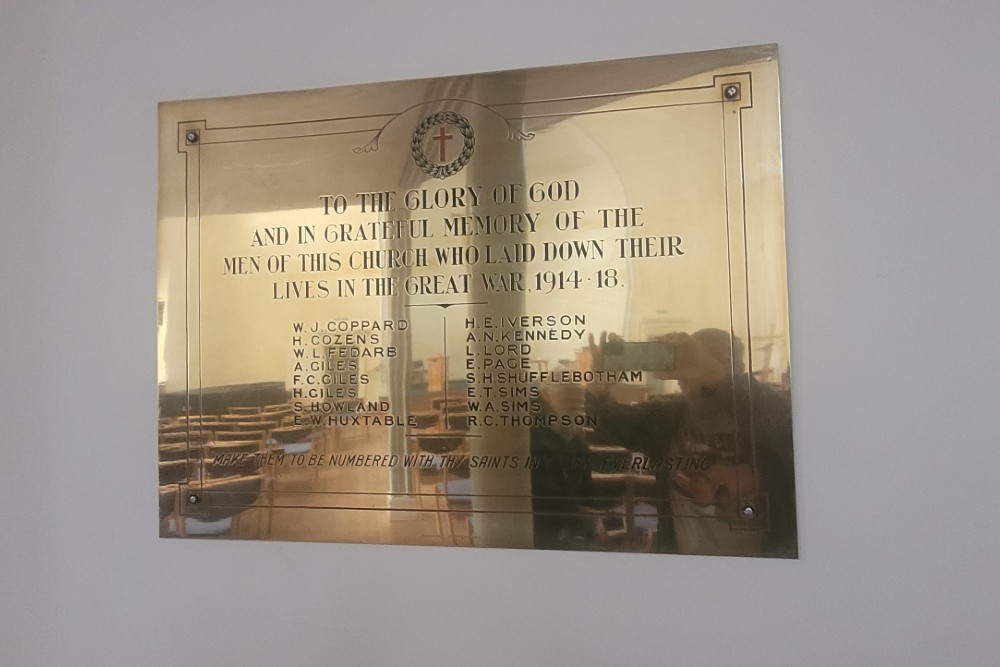 TO THE GLORY OF GOD
AND IN GRATEFUL MEMORY OF THE
MEN OF THIS CHURCH WHO LAID DOWN THEIR
LIVES IN THE GREAT WAR, 1914-18.
W. J. COPPARD
H. COZENS
W. L. FEDARB
A. GILES
F. C. GILES
H. GILES
S. HOWLAND
E. W. HUXTABLE
H. E. IVERSON
A. N. KENNEDY
L. LORD
E. PAGE
S. H. SHUFFLEBOTHAM
E. T. SIMS
W. A. SIMS
R. C. THOMPSON
MAKE THEM TO BE NUMBERED WITH THY SAINTS IN EVERLASTING